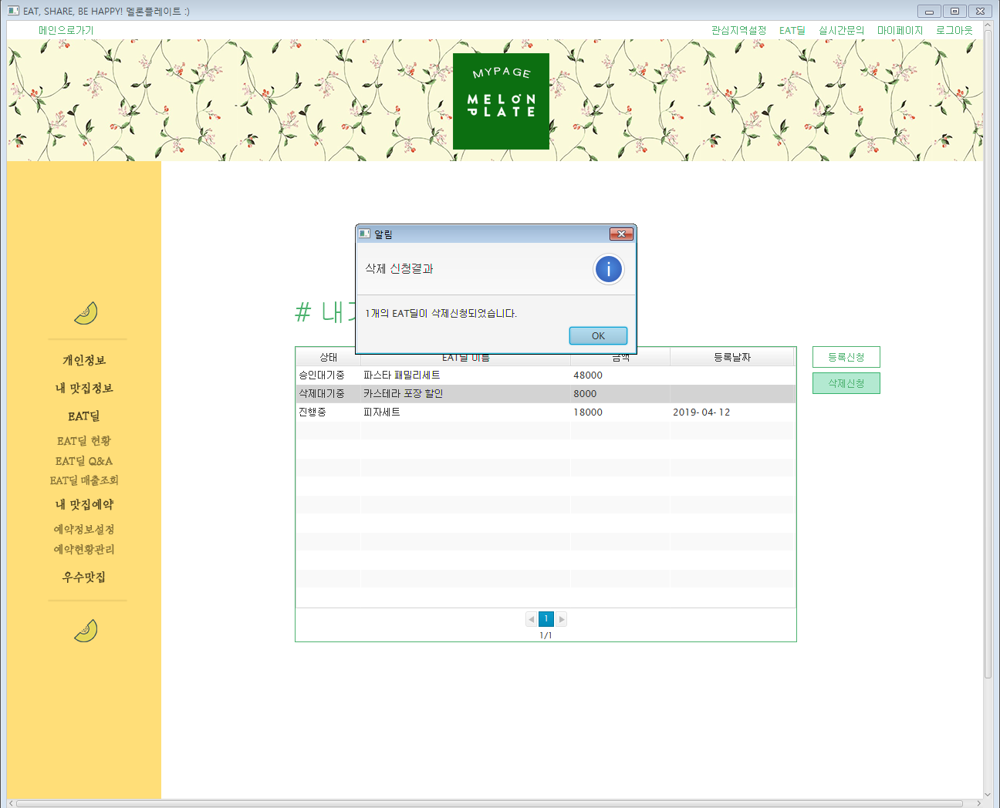 EAT, SHARE, BE HAPPY! 멜론플레이트 :)
메인으로가기
관심지역설정 EAT딜 실시간문의 마이페이지 로그아웃
MYPAGE
MELON
PLATE
알림
삭제 신청결과
1개의 EAT딜이 삭제신청되었습니다.
OK
# 내
상태 EAT딜 이름 금액 등록날짜
승인대기중 파스타 패밀리세트 48000
삭제대기중 카스테라 포장 할인 8000
진행중 피자세트 18000 2019-04-12
등록신청
삭제신청
1
1/1
개인정보
내 맛집정보
EAT딜
EAT딜 현황
EAT딜 Q&A
EAT딜 매출조회
내 맛집예약
예약정보설정
예약현황관리
우수맛집